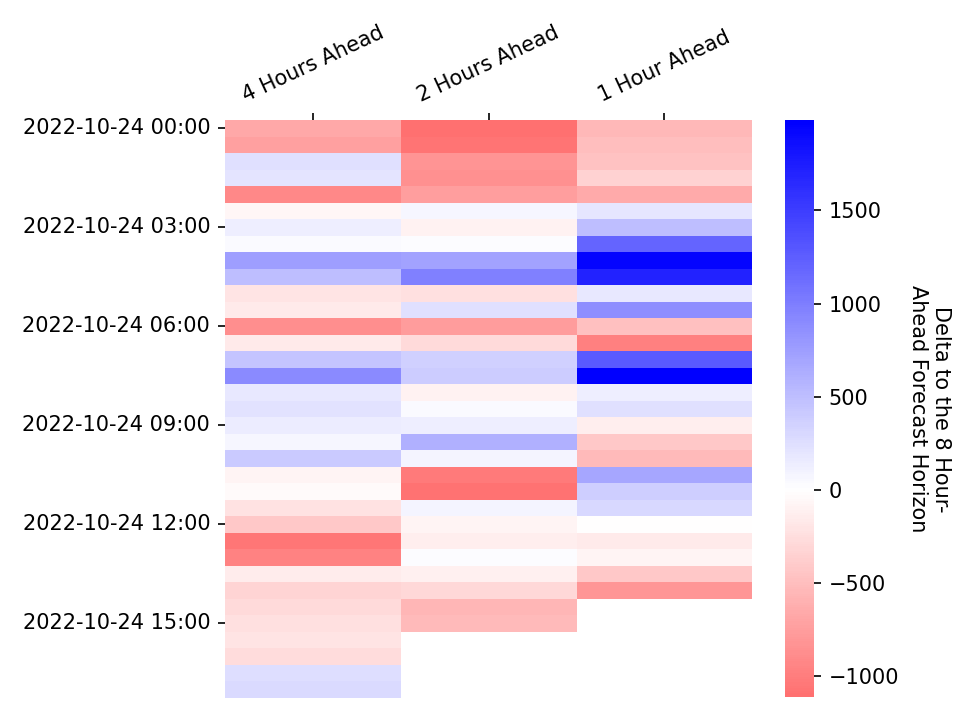 4 Hours Ahead
2 Hours Ahead
1 Hour Ahead
2022-10-24 00:00
2022-10-24 03:00
2022-10-24 06:00
2022-10-24 09:00
2022-10-24 12:00
2022-10-24 15:00
1500
1000
500
0
−500
−1000
Delta to the 8 Hour-
Ahead Forecast Horizon